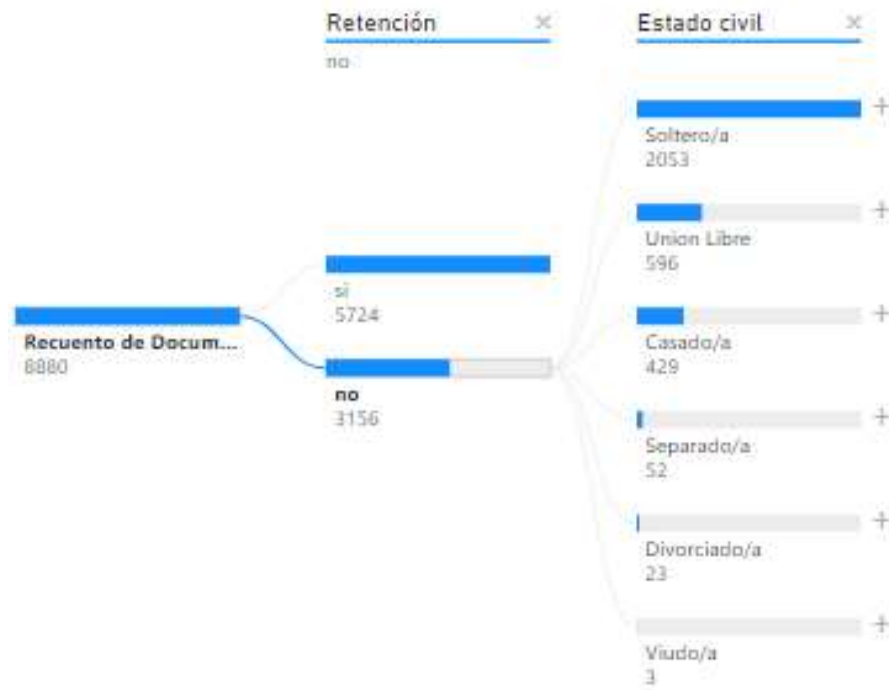 Retención ×
no
Estado civil ×
Recuento de Docum...
8880
si
5724
no
3156
Soltero/a
2053
+
Union Libre
596
+
Casado/a
429
+
Separado/a
52
+
Divorciado/a
23
+
Viudo/a
3
+